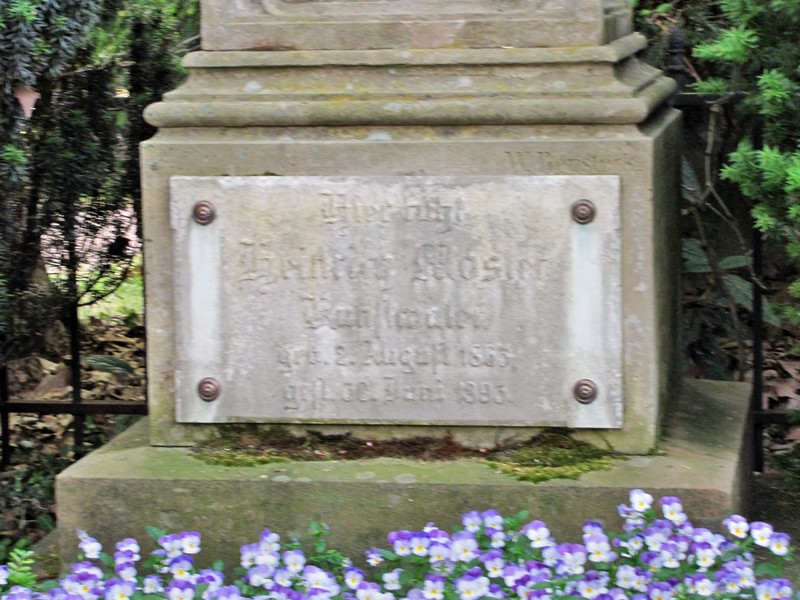 Hier ruht
Heinrich Mosler
Kunstmaler
geb. 2. August 1863,
gest. 30. Juni 1893.